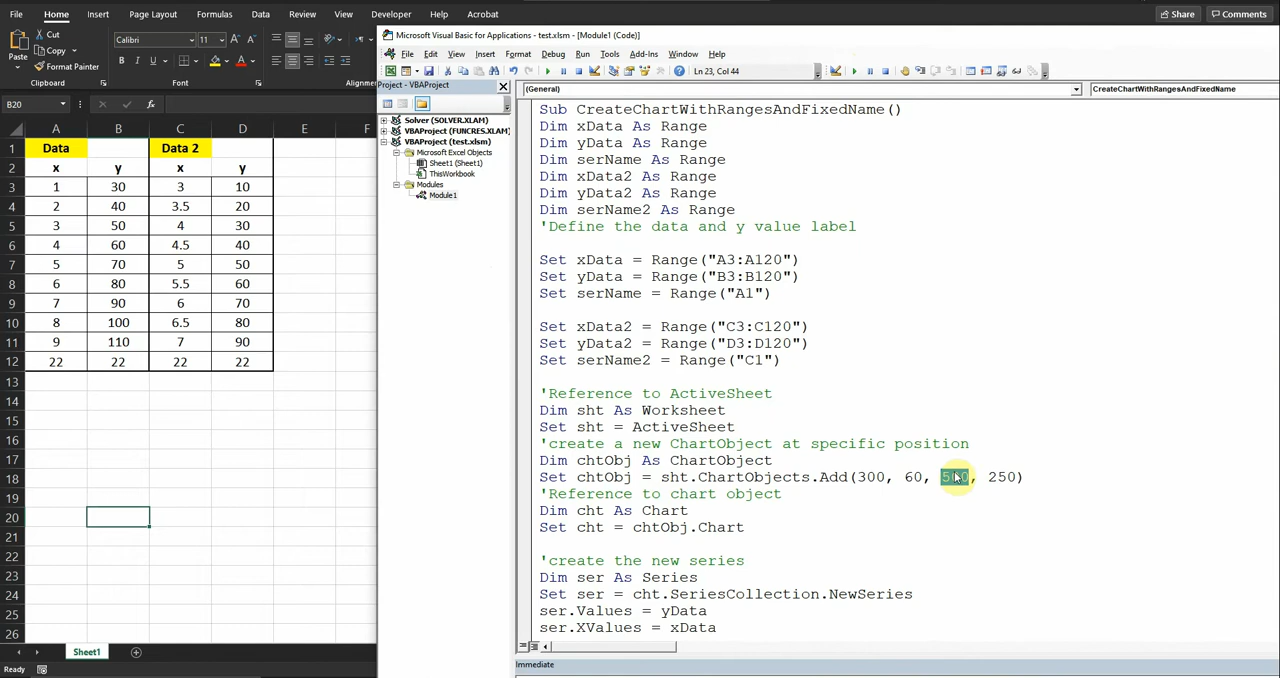 File Home Insert Page Layout Formulas Data Review View Developer Help Acrobat Share Comments
Paste Cut Copy Format Painter
Calibri 11
Clipboard Font Alignmen
B20 fx
A B C D E F
1 Data Data 2
2 x y x y
3 1 30 3 10
4 2 40 3.5 20
5 3 50 4 30
6 4 60 4.5 40
7 5 70 5 50
8 6 80 5.5 60
9 7 90 6 70
10 8 100 6.5 80
11 9 110 7 90
12 22 22 22 22
13
14
15
16
17
18
19
20
21
22
23
24
25
26
Sheet1
Ready
Microsoft Visual Basic for Applications - test.xlsm - [Module1 (Code)]
File Edit View Insert Format Debug Run Tools Add-Ins Window Help
Ln 23, Col 44
Project - VBAProject
Solver (SOLVER.XLAM)
VBAProject (FUNCRES.XLAM)
VBAProject (test.xlsm)
Microsoft Excel Objects
Sheet1 (Sheet1)
ThisWorkbook
Modules
Module1
(General) CreateChartWithRangesAndFixedName
Sub CreateChartWithRangesAndFixedName()
Dim xData As Range
Dim yData As Range
Dim serName As Range
Dim xData2 As Range
Dim yData2 As Range
Dim serName2 As Range
'Define the data and y value label
Set xData = Range("A3:A120")
Set yData = Range("B3:B120")
Set serName = Range("A1")
Set xData2 = Range("C3:C120")
Set yData2 = Range("D3:D120")
Set serName2 = Range("C1")
'Reference to ActiveSheet
Dim sht As Worksheet
Set sht = ActiveSheet
'create a new ChartObject at specific position
Dim chtObj As ChartObject
Set chtObj = sht.ChartObjects.Add(300, 60, 500, 250)
'Reference to chart object
Dim cht As Chart
Set cht = chtObj.Chart
'create the new series
Dim ser As Series
Set ser = cht.SeriesCollection.NewSeries
ser.Values = yData
ser.XValues = xData
Immediate